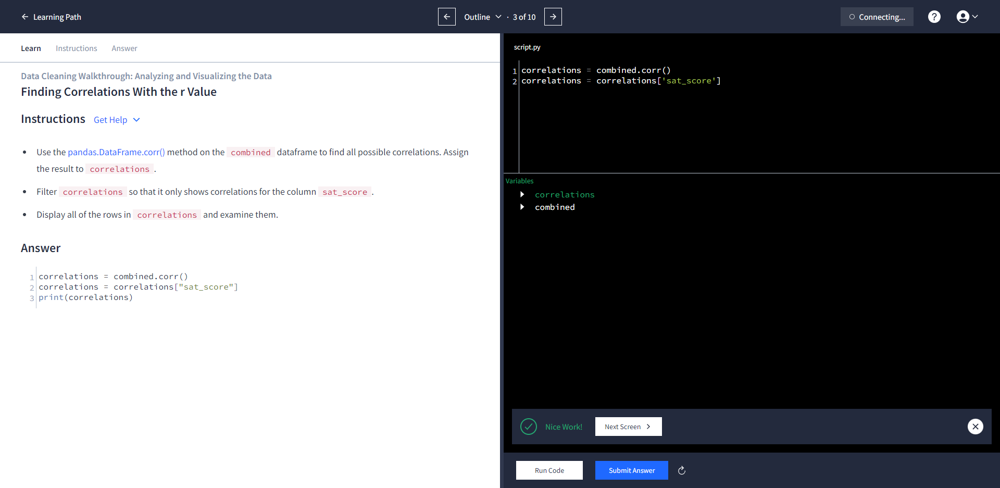 Learning Path
Outline · 3 of 10
Connecting...
?
Learn Instructions Answer
Data Cleaning Walkthrough: Analyzing and Visualizing the Data
Finding Correlations With the r Value
Instructions Get Help
• Use the pandas.DataFrame.corr() method on the combined dataframe to find all possible correlations. Assign
the result to correlations .
• Filter correlations so that it only shows correlations for the column sat_score .
• Display all of the rows in correlations and examine them.
Answer
1 correlations = combined.corr()
2 correlations = correlations["sat_score"]
3 print(correlations)
script.py
1 correlations = combined.corr()
2 correlations = correlations['sat_score']
Variables
correlations
combined
Nice Work! Next Screen
Run Code Submit Answer